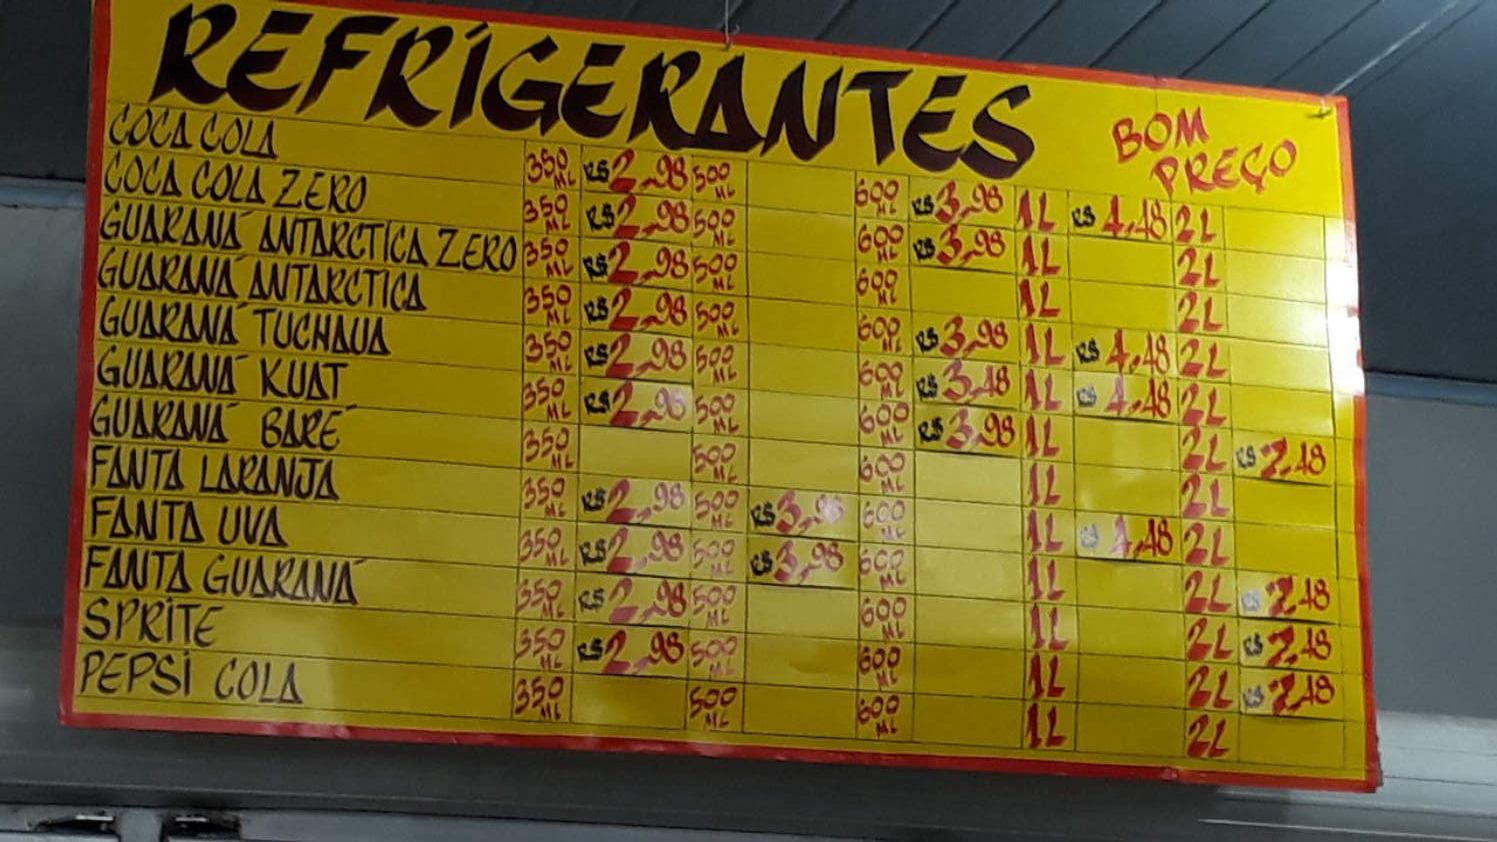 REFRIGERANTES
BOM PREÇO
COCA COLA 350 ML R$ 2,98 500 ML 600 ML R$ 3,98 1L R$ 4,48 2L
COCA COLA ZERO 350 ML R$ 2,98 500 ML 600 ML R$ 3,98 1L 2L
GUARANÁ ANTARCTICA ZERO 350 ML R$ 2,98 500 ML 600 ML 1L 2L
GUARANÁ ANTARCTICA 350 ML R$ 2,98 500 ML 600 ML R$ 3,98 1L R$ 4,48 2L
GUARANÁ TUCHAUA 350 ML R$ 2,98 500 ML 600 ML R$ 3,48 1L R$ 4,48 2L
GUARANÁ KUAT 350 ML R$ 2,98 500 ML 600 ML R$ 3,98 1L 2L R$ 7,48
GUARANÁ BARÉ 350 ML 500 ML 600 ML 1L 2L
FANTA LARANJA 350 ML R$ 2,98 500 ML R$ 3,98 600 ML 1L R$ 4,48 2L
FANTA UVA 350 ML R$ 2,98 500 ML R$ 3,98 600 ML 1L 2L R$ 7,48
FANTA GUARANÁ 350 ML R$ 2,98 500 ML 600 ML 1L 2L R$ 7,48
SPRITE 350 ML R$ 2,98 500 ML 600 ML 1L 2L R$ 7,48
PEPSI COLA 350 ML 500 ML 600 ML 1L 2L